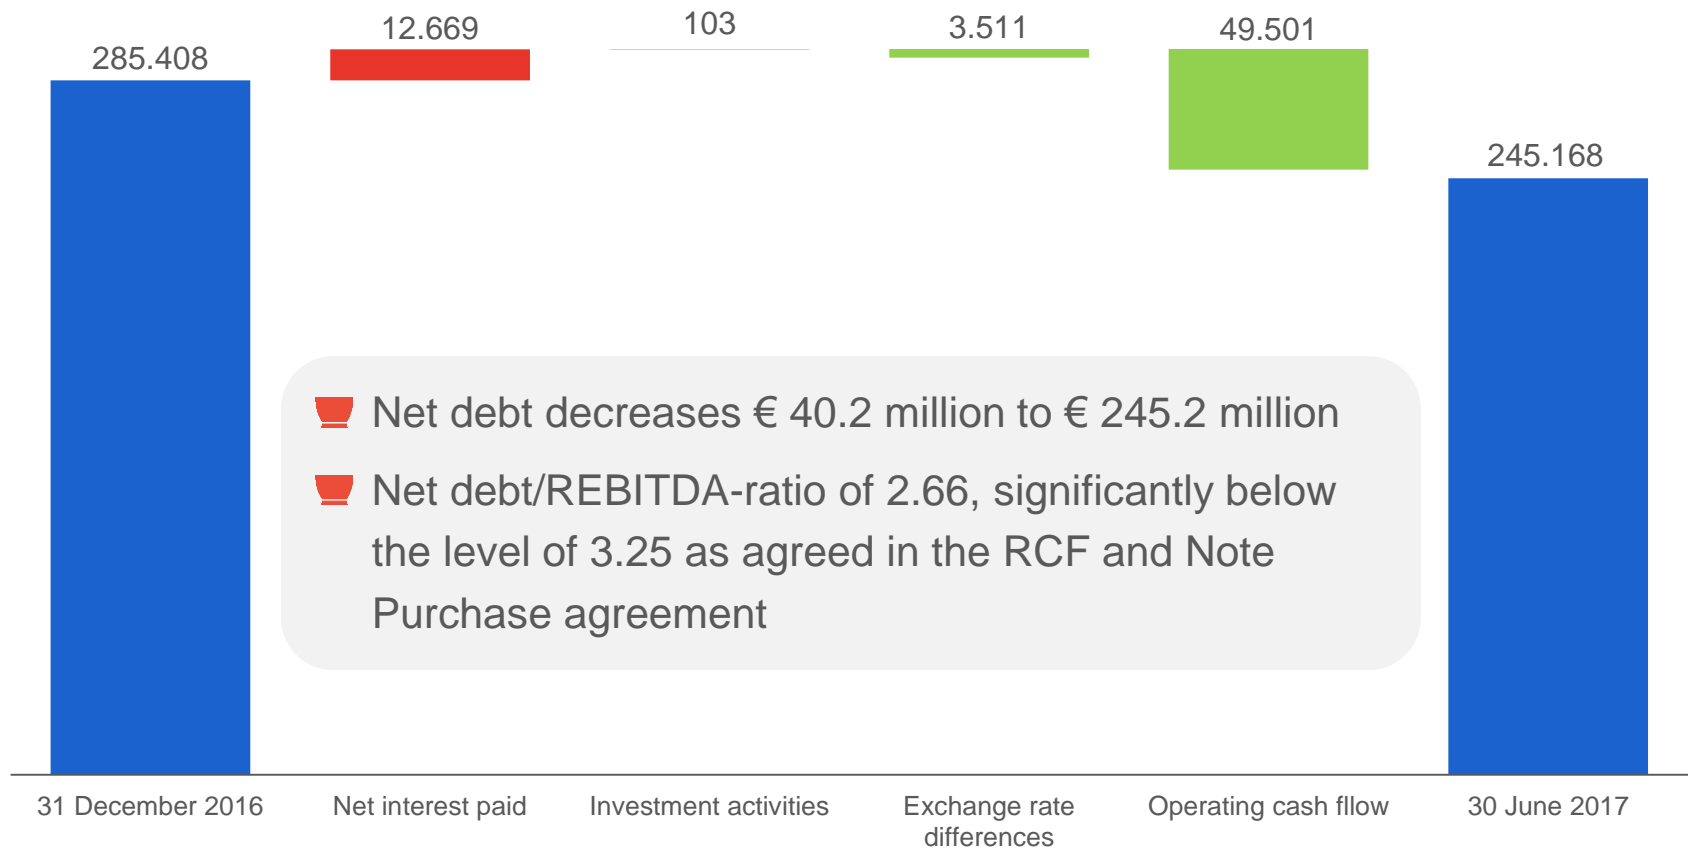 285.408
12.669
103
3.511
49.501
245.168
Net debt decreases € 40.2 million to € 245.2 million
Net debt/REBITDA-ratio of 2.66, significantly below
the level of 3.25 as agreed in the RCF and Note
Purchase agreement
31 December 2016
Net interest paid
Investment activities
Exchange rate
differences
Operating cash fllow
30 June 2017